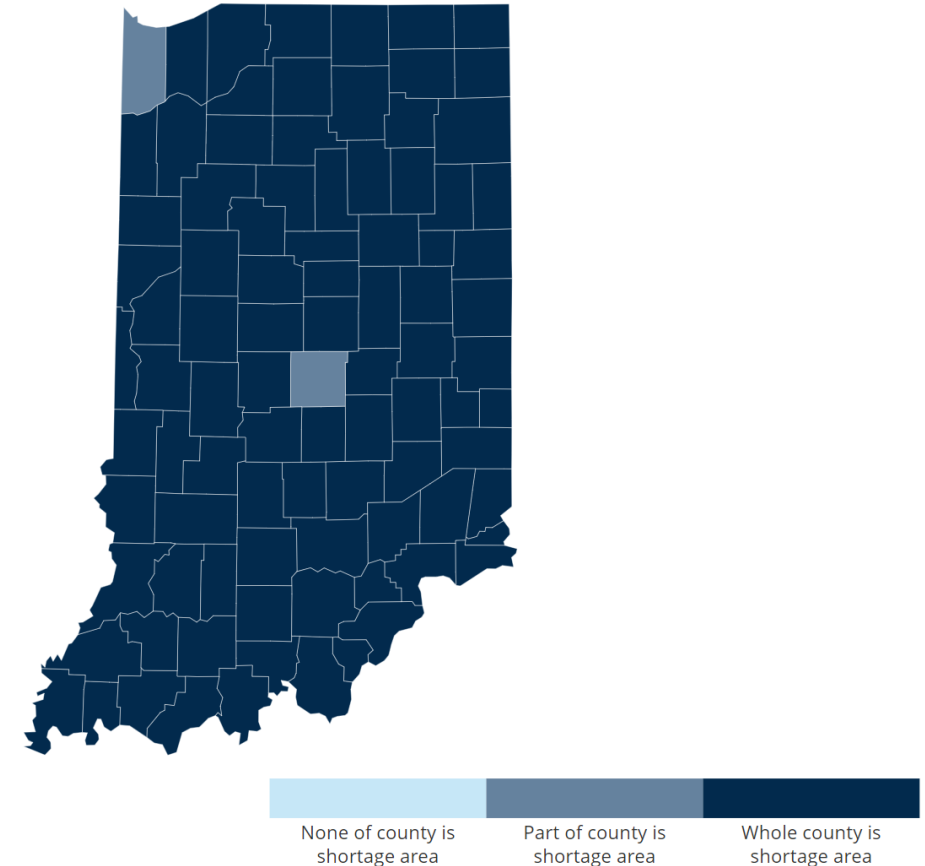 None of county is
shortage area
Part of county is
shortage area
Whole county is
shortage area